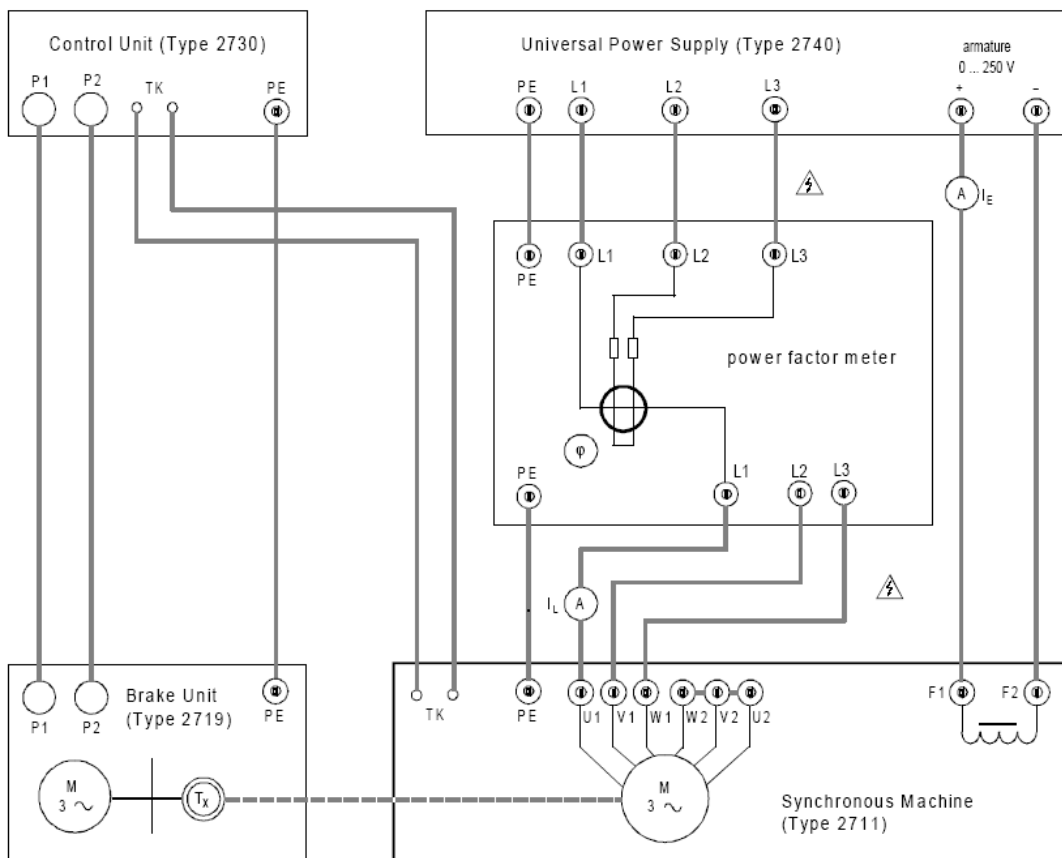 Control Unit (Type 2730)
P1
P2
TK
PE
Universal Power Supply (Type 2740)
armature
0 ... 250 V
PE
L1
L2
L3
+
−
A
I_E
L1
L2
L3
PE
power factor meter
φ
PE
L1
L2
L3
I_L
A
Brake Unit
(Type 2719)
P1
P2
PE
M
3 ~
Tx
TK
PE
U1
V1
W1
W2
V2
U2
F1
F2
M
3 ~
Synchronous Machine
(Type 2711)